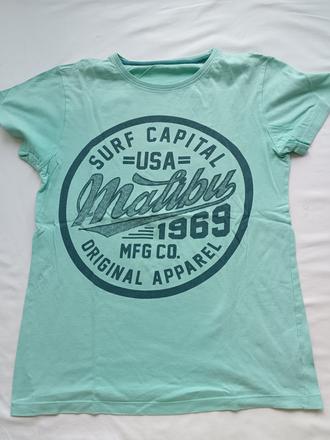 SURF CAPITAL
=USA=
Malibu
1969
MFG CO.
ORIGINAL APPAREL